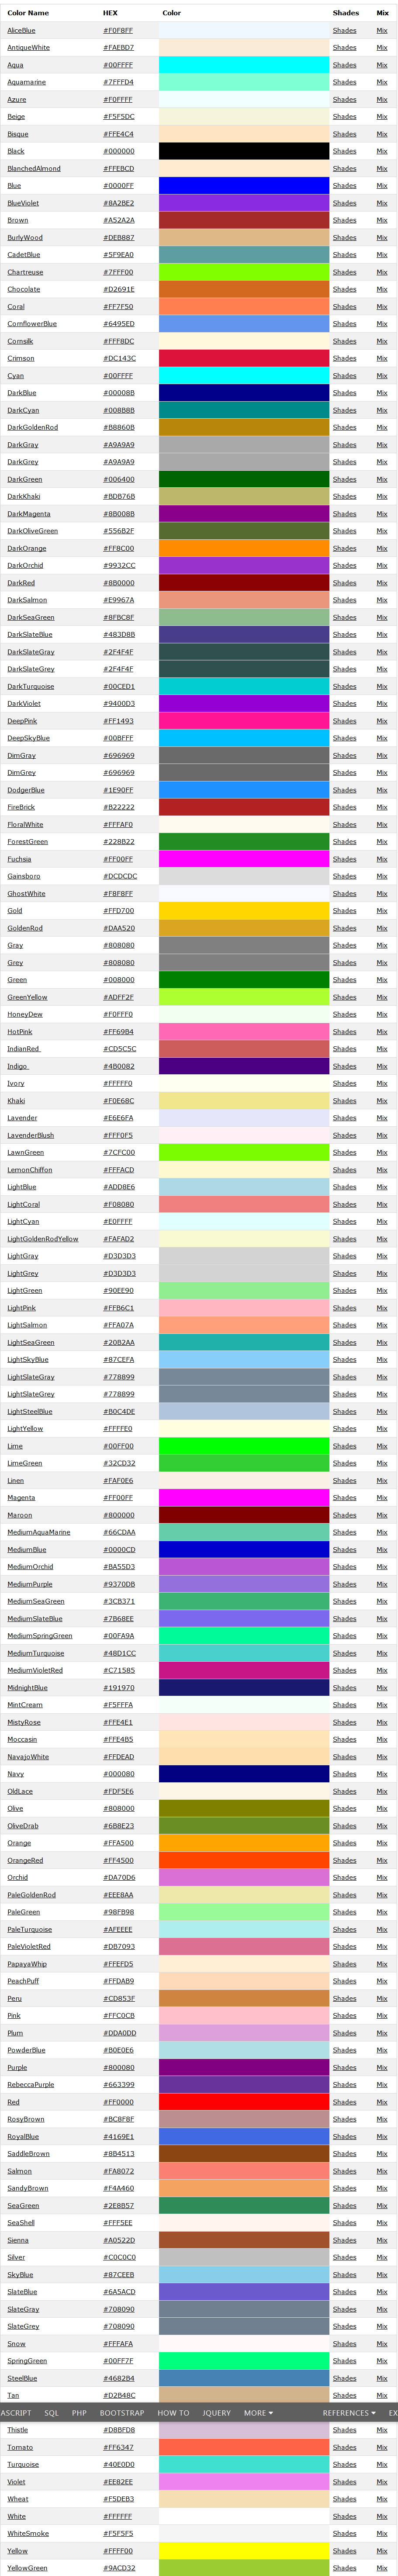 Color Name HEX Color Shades Mix
AliceBlue #F0F8FF Shades Mix
AntiqueWhite #FAEBD7 Shades Mix
Aqua #00FFFF Shades Mix
Aquamarine #7FFFD4 Shades Mix
Azure #F0FFFF Shades Mix
Beige #F5F5DC Shades Mix
Bisque #FFE4C4 Shades Mix
Black #000000 Shades Mix
BlanchedAlmond #FFEBCD Shades Mix
Blue #0000FF Shades Mix
BlueViolet #8A2BE2 Shades Mix
Brown #A52A2A Shades Mix
BurlyWood #DEB887 Shades Mix
CadetBlue #5F9EA0 Shades Mix
Chartreuse #7FFF00 Shades Mix
Chocolate #D2691E Shades Mix
Coral #FF7F50 Shades Mix
CornflowerBlue #6495ED Shades Mix
Cornsilk #FFF8DC Shades Mix
Crimson #DC143C Shades Mix
Cyan #00FFFF Shades Mix
DarkBlue #00008B Shades Mix
DarkCyan #008B8B Shades Mix
DarkGoldenRod #B8860B Shades Mix
DarkGray #A9A9A9 Shades Mix
DarkGrey #A9A9A9 Shades Mix
DarkGreen #006400 Shades Mix
DarkKhaki #BDB76B Shades Mix
DarkMagenta #8B008B Shades Mix
DarkOliveGreen #556B2F Shades Mix
DarkOrange #FF8C00 Shades Mix
DarkOrchid #9932CC Shades Mix
DarkRed #8B0000 Shades Mix
DarkSalmon #E9967A Shades Mix
DarkSeaGreen #8FBC8F Shades Mix
DarkSlateBlue #483D8B Shades Mix
DarkSlateGray #2F4F4F Shades Mix
DarkSlateGrey #2F4F4F Shades Mix
DarkTurquoise #00CED1 Shades Mix
DarkViolet #9400D3 Shades Mix
DeepPink #FF1493 Shades Mix
DeepSkyBlue #00BFFF Shades Mix
DimGray #696969 Shades Mix
DimGrey #696969 Shades Mix
DodgerBlue #1E90FF Shades Mix
FireBrick #B22222 Shades Mix
FloralWhite #FFFAF0 Shades Mix
ForestGreen #228B22 Shades Mix
Fuchsia #FF00FF Shades Mix
Gainsboro #DCDCDC Shades Mix
GhostWhite #F8F8FF Shades Mix
Gold #FFD700 Shades Mix
GoldenRod #DAA520 Shades Mix
Gray #808080 Shades Mix
Grey #808080 Shades Mix
Green #008000 Shades Mix
GreenYellow #ADFF2F Shades Mix
HoneyDew #F0FFF0 Shades Mix
HotPink #FF69B4 Shades Mix
IndianRed #CD5C5C Shades Mix
Indigo #4B0082 Shades Mix
Ivory #FFFFF0 Shades Mix
Khaki #F0E68C Shades Mix
Lavender #E6E6FA Shades Mix
LavenderBlush #FFF0F5 Shades Mix
LawnGreen #7CFC00 Shades Mix
LemonChiffon #FFFACD Shades Mix
LightBlue #ADD8E6 Shades Mix
LightCoral #F08080 Shades Mix
LightCyan #E0FFFF Shades Mix
LightGoldenRodYellow #FAFAD2 Shades Mix
LightGray #D3D3D3 Shades Mix
LightGrey #D3D3D3 Shades Mix
LightGreen #90EE90 Shades Mix
LightPink #FFB6C1 Shades Mix
LightSalmon #FFA07A Shades Mix
LightSeaGreen #20B2AA Shades Mix
LightSkyBlue #87CEFA Shades Mix
LightSlateGray #778899 Shades Mix
LightSlateGrey #778899 Shades Mix
LightSteelBlue #B0C4DE Shades Mix
LightYellow #FFFFE0 Shades Mix
Lime #00FF00 Shades Mix
LimeGreen #32CD32 Shades Mix
Linen #FAF0E6 Shades Mix
Magenta #FF00FF Shades Mix
Maroon #800000 Shades Mix
MediumAquaMarine #66CDAA Shades Mix
MediumBlue #0000CD Shades Mix
MediumOrchid #BA55D3 Shades Mix
MediumPurple #9370DB Shades Mix
MediumSeaGreen #3CB371 Shades Mix
MediumSlateBlue #7B68EE Shades Mix
MediumSpringGreen #00FA9A Shades Mix
MediumTurquoise #48D1CC Shades Mix
MediumVioletRed #C71585 Shades Mix
MidnightBlue #191970 Shades Mix
MintCream #F5FFFA Shades Mix
MistyRose #FFE4E1 Shades Mix
Moccasin #FFE4B5 Shades Mix
NavajoWhite #FFDEAD Shades Mix
Navy #000080 Shades Mix
OldLace #FDF5E6 Shades Mix
Olive #808000 Shades Mix
OliveDrab #6B8E23 Shades Mix
Orange #FFA500 Shades Mix
OrangeRed #FF4500 Shades Mix
Orchid #DA70D6 Shades Mix
PaleGoldenRod #EEE8AA Shades Mix
PaleGreen #98FB98 Shades Mix
PaleTurquoise #AFEEEE Shades Mix
PaleVioletRed #DB7093 Shades Mix
PapayaWhip #FFEFD5 Shades Mix
PeachPuff #FFDAB9 Shades Mix
Peru #CD853F Shades Mix
Pink #FFC0CB Shades Mix
Plum #DDA0DD Shades Mix
PowderBlue #B0E0E6 Shades Mix
Purple #800080 Shades Mix
RebeccaPurple #663399 Shades Mix
Red #FF0000 Shades Mix
RosyBrown #BC8F8F Shades Mix
RoyalBlue #4169E1 Shades Mix
SaddleBrown #8B4513 Shades Mix
Salmon #FA8072 Shades Mix
SandyBrown #F4A460 Shades Mix
SeaGreen #2E8B57 Shades Mix
SeaShell #FFF5EE Shades Mix
Sienna #A0522D Shades Mix
Silver #C0C0C0 Shades Mix
SkyBlue #87CEEB Shades Mix
SlateBlue #6A5ACD Shades Mix
SlateGray #708090 Shades Mix
SlateGrey #708090 Shades Mix
Snow #FFFAFA Shades Mix
SpringGreen #00FF7F Shades Mix
SteelBlue #4682B4 Shades Mix
Tan #D2B48C Shades Mix
ASCRIPT SQL PHP BOOTSTRAP HOW TO JQUERY MORE REFERENCES EX
Thistle #D8BFD8 Shades Mix
Tomato #FF6347 Shades Mix
Turquoise #40E0D0 Shades Mix
Violet #EE82EE Shades Mix
Wheat #F5DEB3 Shades Mix
White #FFFFFF Shades Mix
WhiteSmoke #F5F5F5 Shades Mix
Yellow #FFFF00 Shades Mix
YellowGreen #9ACD32 Shades Mix